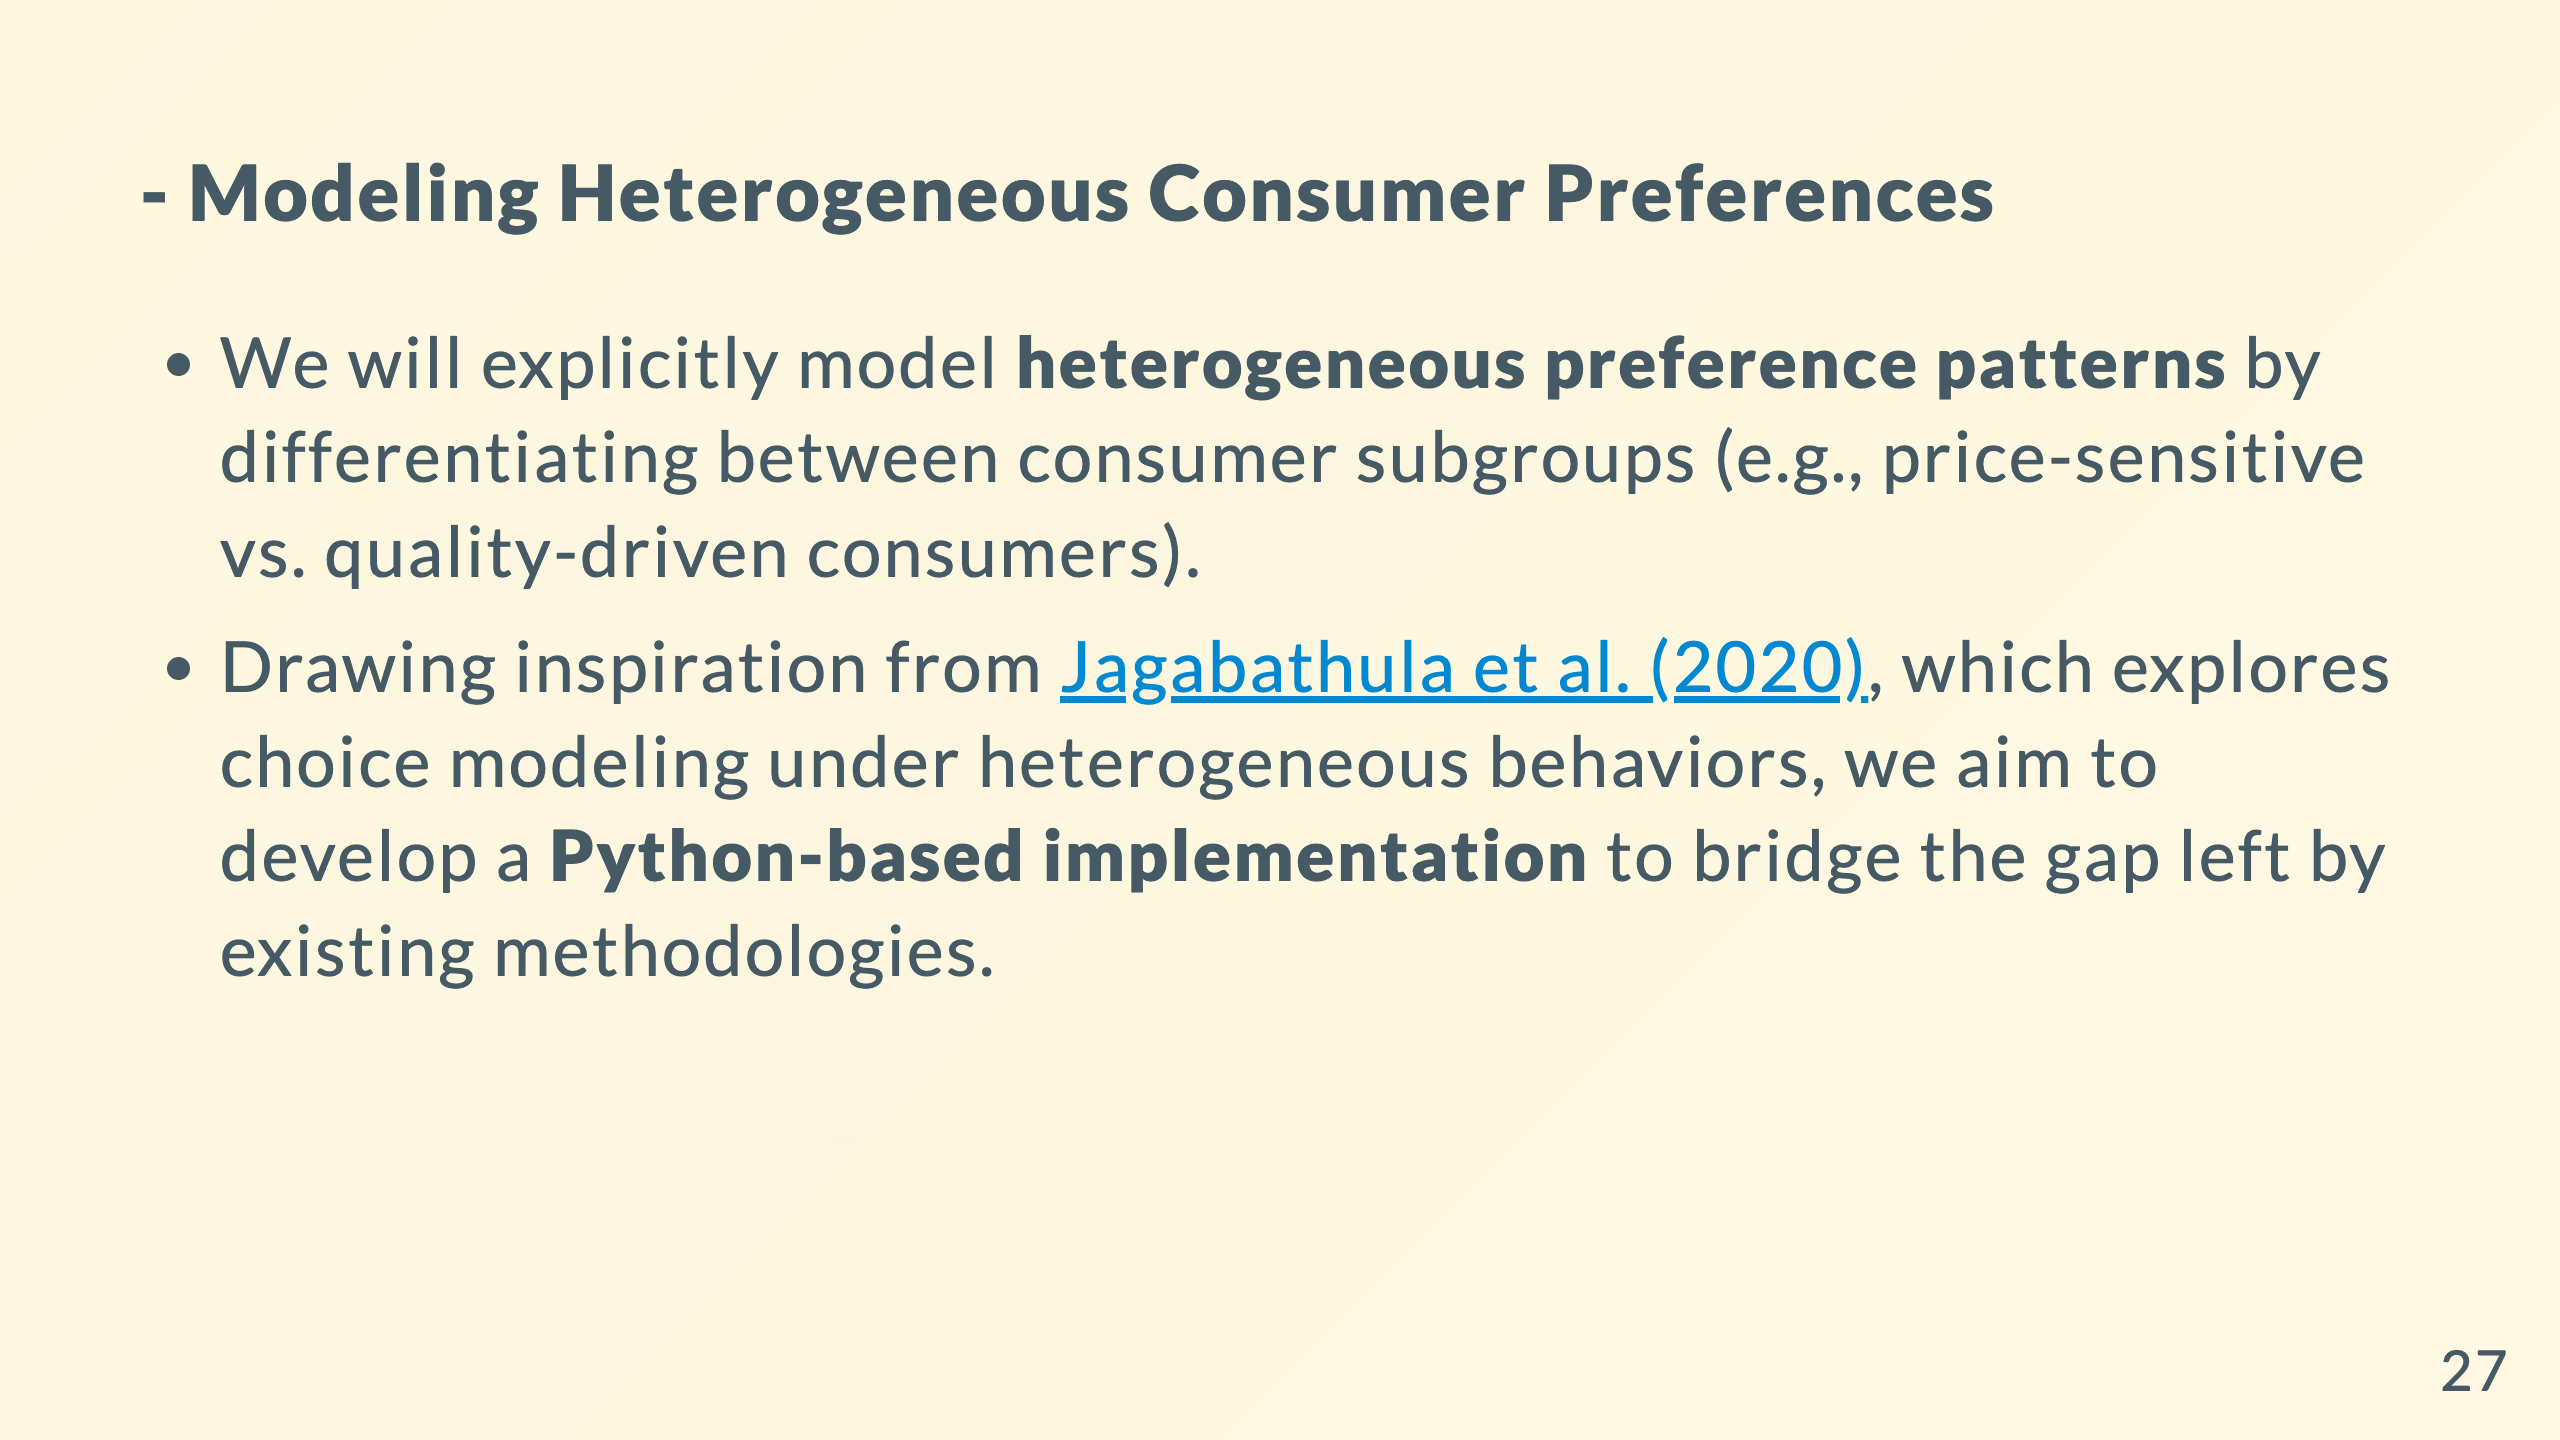 - Modeling Heterogeneous Consumer Preferences
• We will explicitly model heterogeneous preference patterns by
differentiating between consumer subgroups (e.g., price-sensitive
vs. quality-driven consumers).
• Drawing inspiration from Jagabathula et al. (2020), which explores
choice modeling under heterogeneous behaviors, we aim to
develop a Python-based implementation to bridge the gap left by
existing methodologies.
27